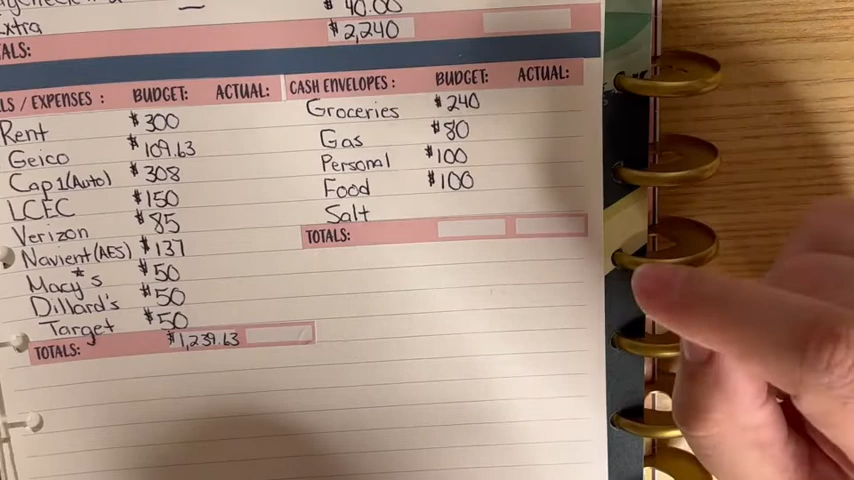 $40.00
Extra
$2,240
TALS:
LS / EXPENSES : BUDGET: ACTUAL:
Rent $300
Geico $109.63
Cap1(Auto) $308
LCEC $150
Verizon $85
Navient(AES) $137
Macy*s $50
Dillard's $50
Target $50
TOTALS: $1,239.63
CASH ENVELOPES: BUDGET: ACTUAL:
Groceries $240
Gas $80
Personal $100
Food $100
Salt
TOTALS: